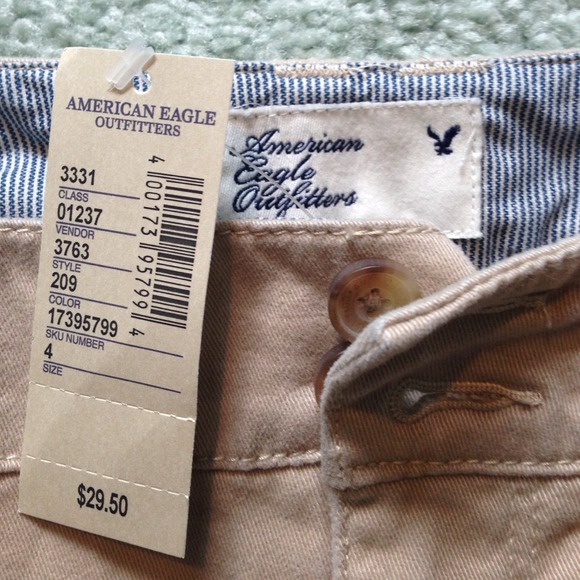 AMERICAN EAGLE
OUTFITTERS
3331
CLASS
01237
VENDOR
3763
STYLE
209
COLOR
17395799
SKU NUMBER
4
SIZE
4 00173 95799 4
$29.50
American
Eagle
Outfitters